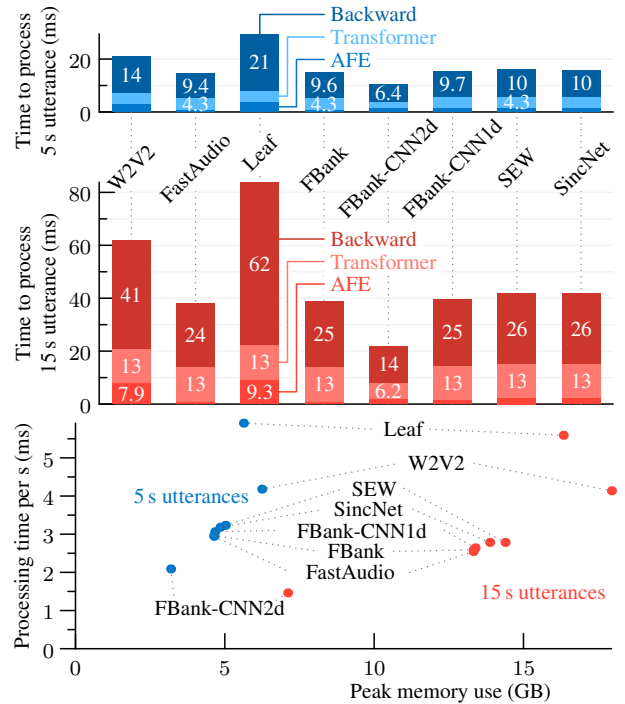 Time to process
5 s utterance (ms)
20
0
Backward
Transformer
AFE
14
9.4
4.3
21
9.6
4.3
6.4
9.7
10
4.3
10
W2V2
FastAudio
Leaf
FBank
FBank-CNN2d
FBank-CNN1d
SEW
SincNet
Time to process
15 s utterance (ms)
80
60
40
20
0
Backward
Transformer
AFE
41
13
7.9
24
13
62
13
9.3
25
13
14
6.2
25
13
26
13
26
13
Processing time per s (ms)
5
4
3
2
1
0
Leaf
W2V2
5 s utterances
SEW
SincNet
FBank-CNN1d
FBank
FastAudio
FBank-CNN2d
15 s utterances
0
5
10
15
Peak memory use (GB)